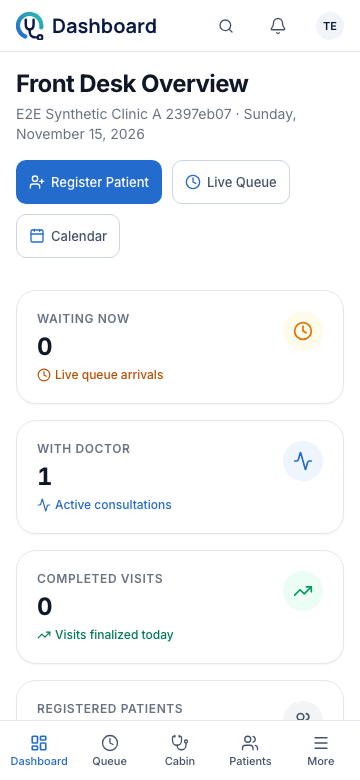 Dashboard
TE
Front Desk Overview
E2E Synthetic Clinic A 2397eb07 · Sunday,
November 15, 2026
Register Patient
Live Queue
Calendar
WAITING NOW
0
Live queue arrivals
WITH DOCTOR
1
Active consultations
COMPLETED VISITS
0
Visits finalized today
REGISTERED PATIENTS
Dashboard
Queue
Cabin
Patients
More